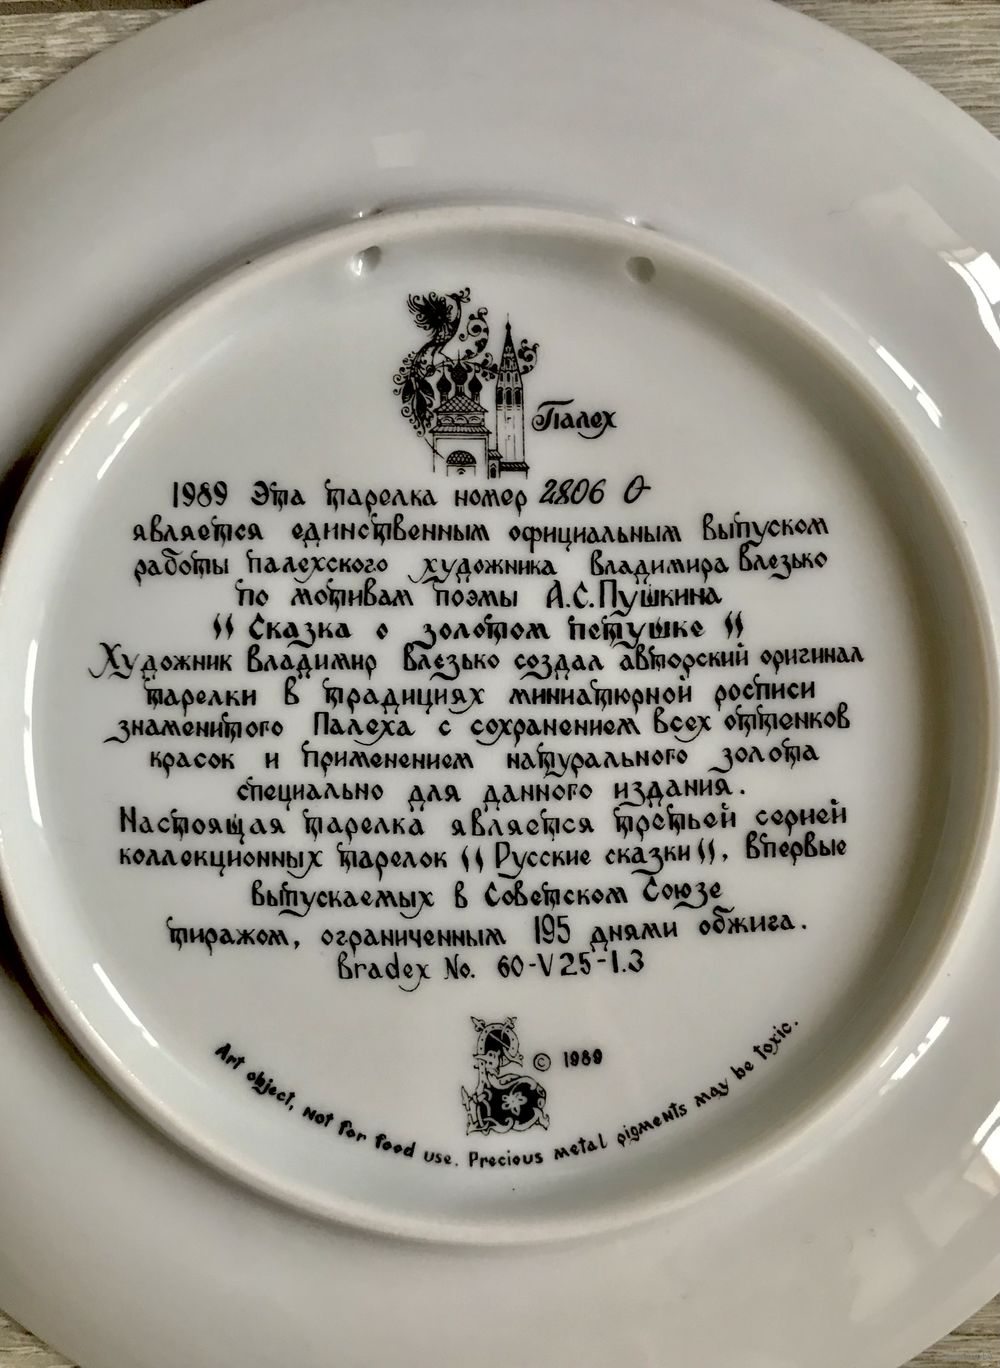 Палех
1989 Эта тарелка номер 2806 O
является единственным официальным выпуском
работы палехского художника Владимира Влезько
по мотивам поэмы А.С.Пушкина
"Сказка о золотом петушке"
Художник Владимир Влезько создал авторский оригинал
тарелки в традициях миниатюрной росписи
знаменитого Палеха с сохранением всех оттенков
красок и применением натурального золота
специально для данного издания.
Настоящая тарелка является третьей серией
коллекционных тарелок "Русские сказки", впервые
выпускаемых в Советском Союзе
тиражом, ограниченным 195 днями обжига.
Bradex No. 60-V25-1.3
© 1989
Art object, not for food use. Precious metal pigments may be toxic.